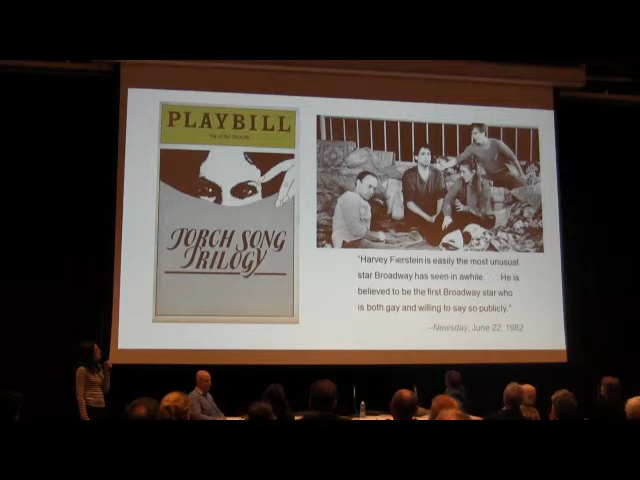 PLAYBILL
TORCH SONG
TRILOGY
"Harvey Fierstein is easily the most unusual
star Broadway has seen in awhile. . . . He is
believed to be the first Broadway star who
is both gay and willing to say so publicly."
–Newsday, June 22, 1982